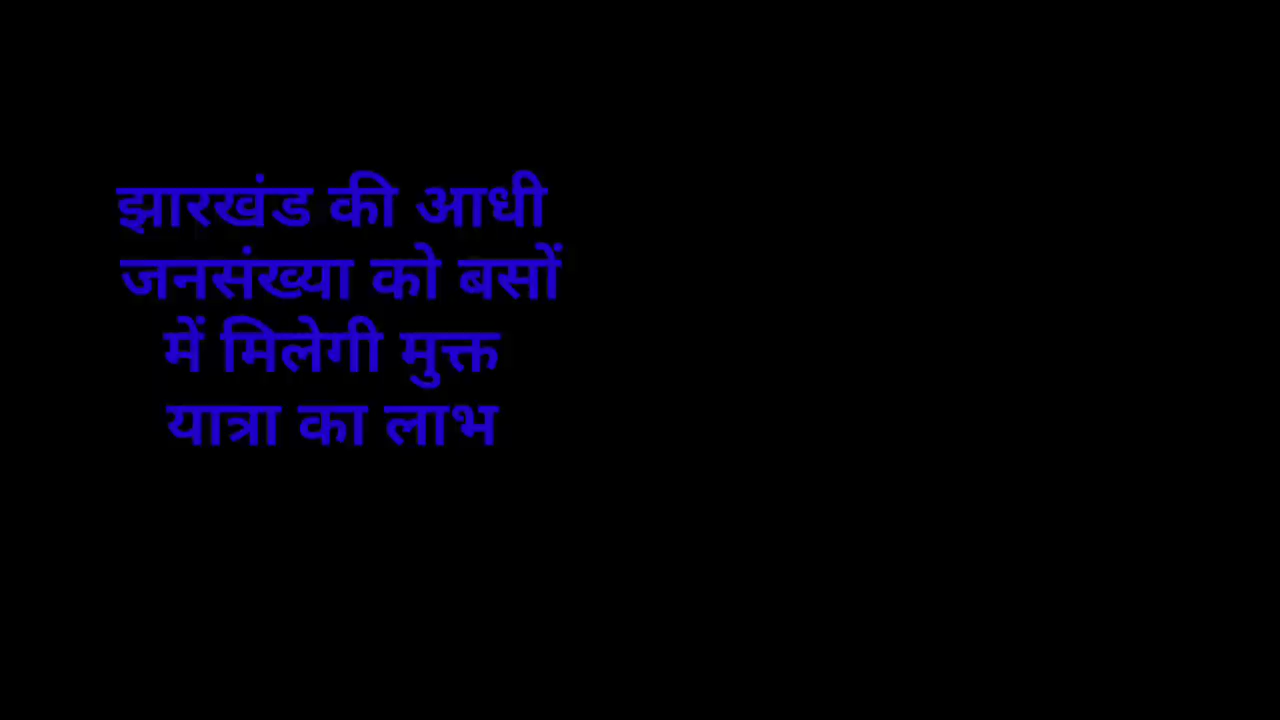 झारखंड की आधी
जनसंख्या को बसों
में मिलेगी मुक्त
यात्रा का लाभ